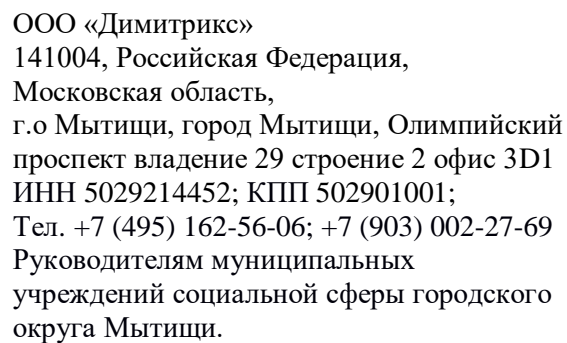 ООО «Димитрикс»
141004, Российская Федерация,
Московская область,
г.о Мытищи, город Мытищи, Олимпийский
проспект владение 29 строение 2 офис 3D1
ИНН 5029214452; КПП 502901001;
Тел. +7 (495) 162-56-06; +7 (903) 002-27-69
Руководителям муниципальных
учреждений социальной сферы городского
округа Мытищи.